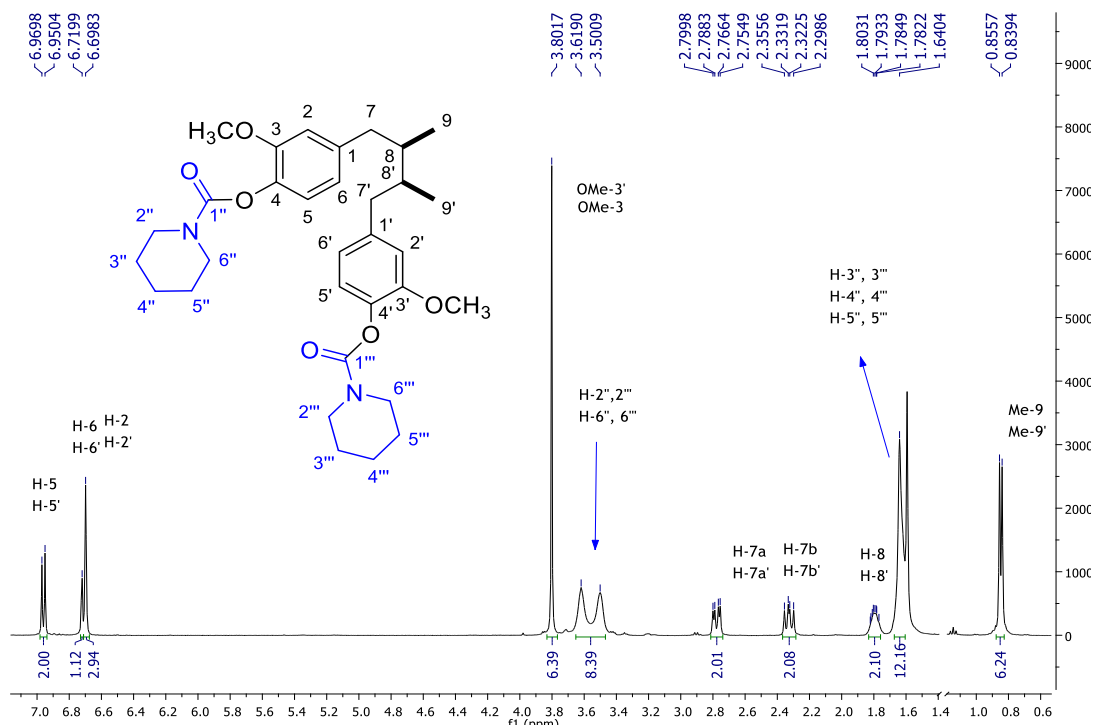 6.9698
6.9504
6.7199
6.6983
3.8017
3.6190
3.5009
2.7998
2.7883
2.7664
2.7549
2.3556
2.3319
2.3225
2.2986
1.8031
1.7933
1.7849
1.7822
1.6404
0.8557
0.8394
H₃CO
3
2
7
9
1
8
8'
4
5
6
7'
9'
O
O
1''
N
2''
3''
4''
5''
6''
1'
6'
2'
5'
3'
4'
OCH₃
O
O
1'''
N
2'''
6'''
3'''
5'''
4'''
OMe-3'
OMe-3
H-3'', 3'''
H-4'', 4'''
H-5'', 5'''
H-2'',2'''
H-6'', 6'''
Me-9
Me-9'
H-6 H-2
H-6' H-2'
H-5
H-5'
H-7a
H-7a'
H-7b
H-7b'
H-8
H-8'
9000
8000
7000
6000
5000
4000
3000
2000
1000
0
2.00
1.12
2.94
6.39
8.39
2.01
2.08
2.10
12.16
6.24
7.0 6.8 6.6 6.4 6.2 6.0 5.8 5.6 5.4 5.2 5.0 4.8 4.6 4.4 4.2 4.0 3.8 3.6 3.4 3.2 3.0 2.8 2.6 2.4 2.2 2.0 1.8 1.6 1.4 1.2 1.0 0.8 0.6
f1 (ppm)